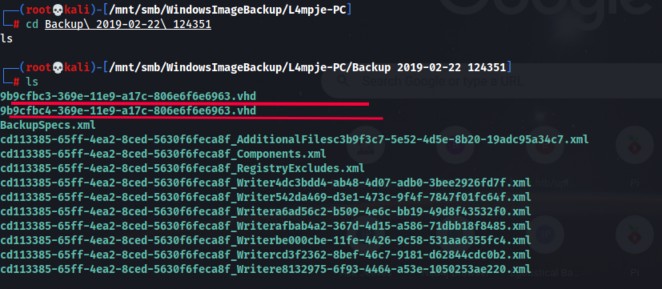 (root💀kali)-[/mnt/smb/WindowsImageBackup/L4mpje-PC]
# cd Backup\ 2019-02-22\ 124351
ls
(root💀kali)-[/mnt/smb/WindowsImageBackup/L4mpje-PC/Backup 2019-02-22 124351]
# ls
9b9cfbc3-369e-11e9-a17c-806e6f6e6963.vhd
9b9cfbc4-369e-11e9-a17c-806e6f6e6963.vhd
BackupSpecs.xml
cd113385-65ff-4ea2-8ced-5630f6feca8f_AdditionalFilesc3b9f3c7-5e52-4d5e-8b20-19adc95a34c7.xml
cd113385-65ff-4ea2-8ced-5630f6feca8f_Components.xml
cd113385-65ff-4ea2-8ced-5630f6feca8f_RegistryExcludes.xml
cd113385-65ff-4ea2-8ced-5630f6feca8f_Writer4dc3bdd4-ab48-4d07-adb0-3bee2926fd7f.xml
cd113385-65ff-4ea2-8ced-5630f6feca8f_Writer542da469-d3e1-473c-9f4f-7847f01fc64f.xml
cd113385-65ff-4ea2-8ced-5630f6feca8f_Writera6ad56c2-b509-4e6c-bb19-49d8f43532f0.xml
cd113385-65ff-4ea2-8ced-5630f6feca8f_Writerafbab4a2-367d-4d15-a586-71dbb18f8485.xml
cd113385-65ff-4ea2-8ced-5630f6feca8f_Writerbe000cbe-11fe-4426-9c58-531aa6355fc4.xml
cd113385-65ff-4ea2-8ced-5630f6feca8f_Writercd3f2362-8bef-46c7-9181-d62844cdc0b2.xml
cd113385-65ff-4ea2-8ced-5630f6feca8f_Writere8132975-6f93-4464-a53e-1050253ae220.xml